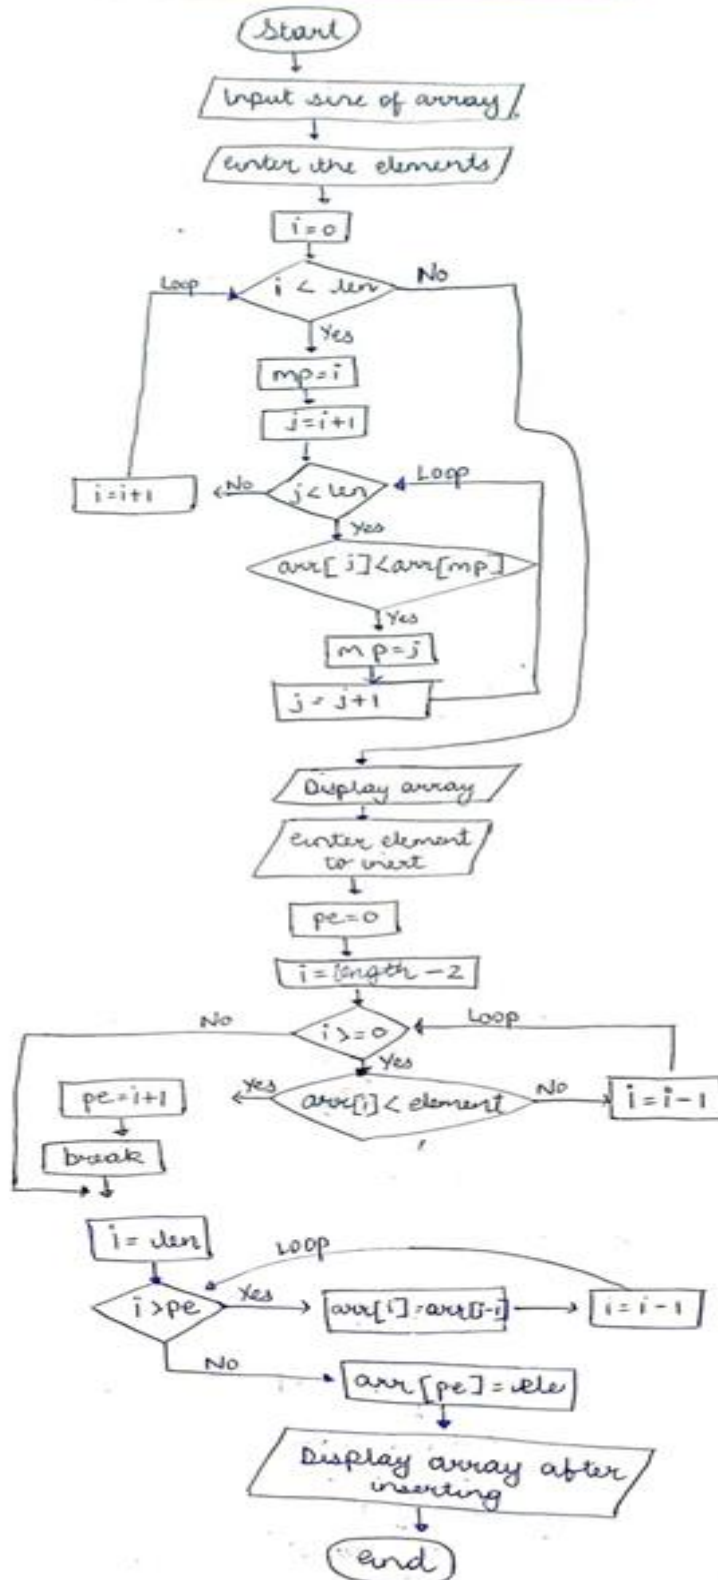 Start
Input size of array
Enter the elements
i = 0
Loop
i < len
No
Yes
mp = i
j = i+1
i = i+1
No
j < len
Loop
Yes
arr[j] < arr[mp]
Yes
mp = j
j = j+1
Display array
Enter element
to inert
pe = 0
i = length - 2
No
i >= 0
Loop
Yes
pe = i+1
Yes
arr[i] < element
No
i = i - 1
break
i = len
Loop
i > pe
Yes
arr[i] = arr[i-1]
i = i - 1
No
arr[pe] = ele
Display array after
inserting
end